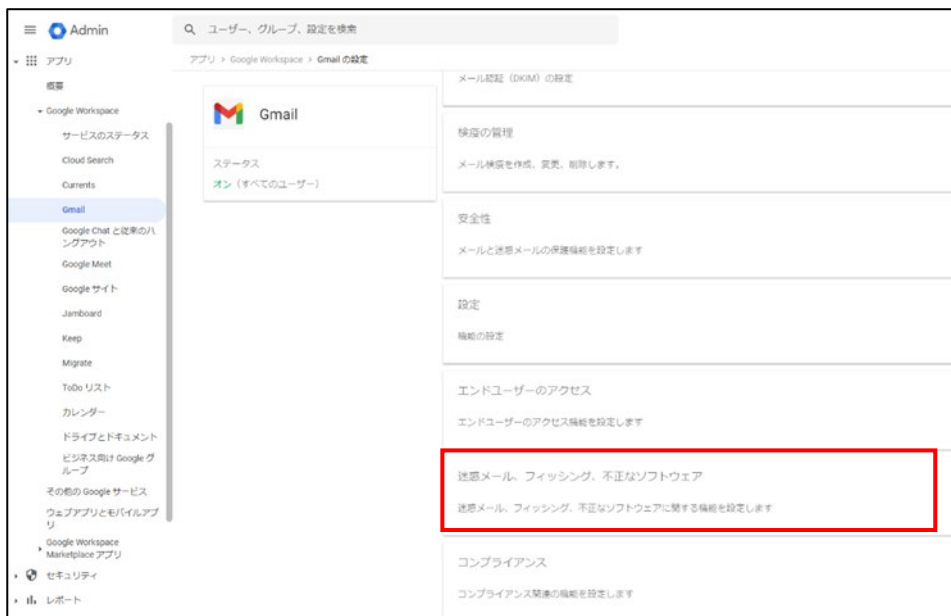 Admin
ユーザー、グループ、設定を検索
アプリ
概要
Google Workspace
サービスのステータス
Cloud Search
Currents
Gmail
Google Chat と従来のハ
ングアウト
Google Meet
Google サイト
Jamboard
Keep
Migrate
ToDo リスト
カレンダー
ドライブとドキュメント
ビジネス向け Google グ
ループ
その他の Google サービス
ウェブアプリとモバイルアプ
リ
Google Workspace
Marketplace アプリ
セキュリティ
レポート
アプリ > Google Workspace > Gmail の設定
Gmail
ステータス
オン（すべてのユーザー）
メール認証（DKIM）の設定
検疫の管理
メール検疫を作成、変更、削除します。
安全性
メールと迷惑メールの保護機能を設定します
設定
機能の設定
エンドユーザーのアクセス
エンドユーザーのアクセス機能を設定します
迷惑メール、フィッシング、不正なソフトウェア
迷惑メール、フィッシング、不正なソフトウェアに関する機能を設定します
コンプライアンス
コンプライアンス関連の機能を設定します